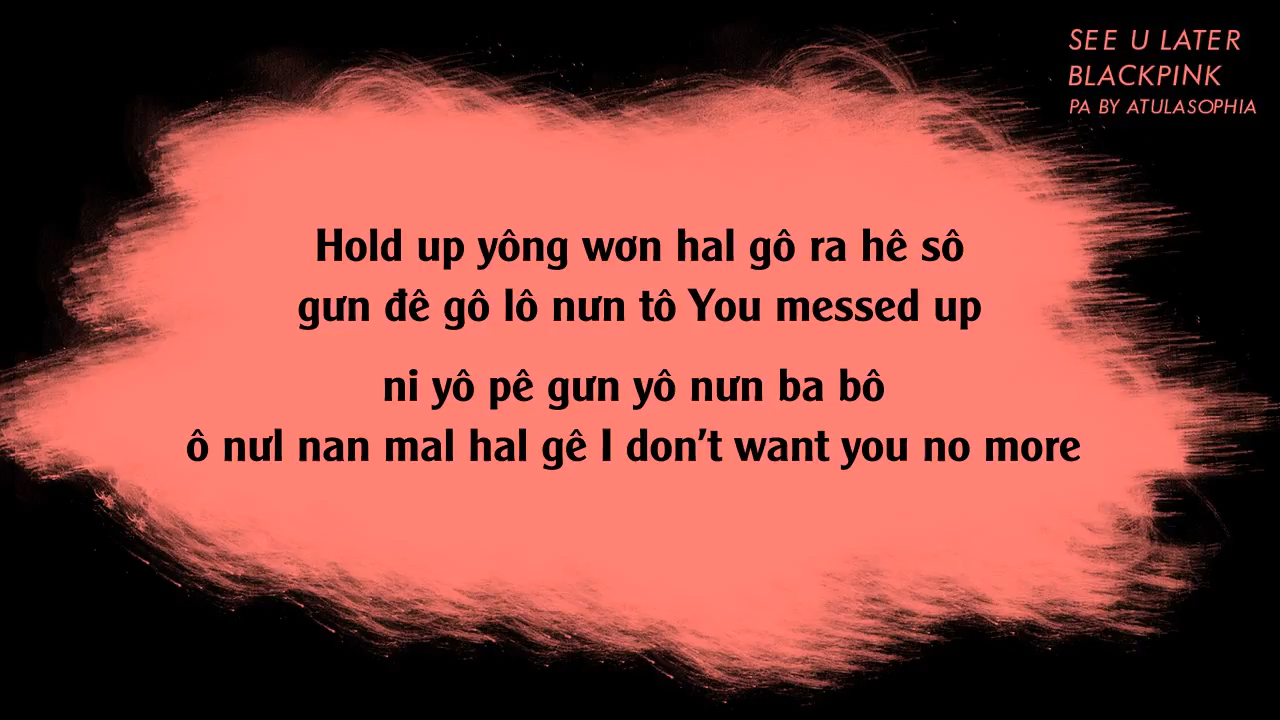 SEE U LATER
BLACKPINK
PA BY ATULASOPHIA
Hold up yông wơn hal gô ra hê sô
gưn đê gô lô nưn tô You messed up
ni yô pê gưn yô nưn ba bô
ô nưl nan mal hal gê I don't want you no more